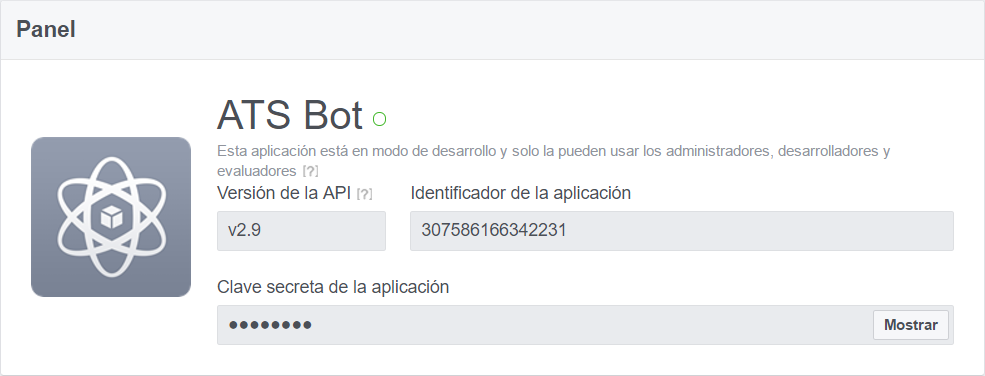 Panel
ATS Bot
Esta aplicación está en modo de desarrollo y solo la pueden usar los administradores, desarrolladores y
evaluadores [?]
Versión de la API [?] Identificador de la aplicación
v2.9 307586166342231
Clave secreta de la aplicación
●●●●●●●● Mostrar